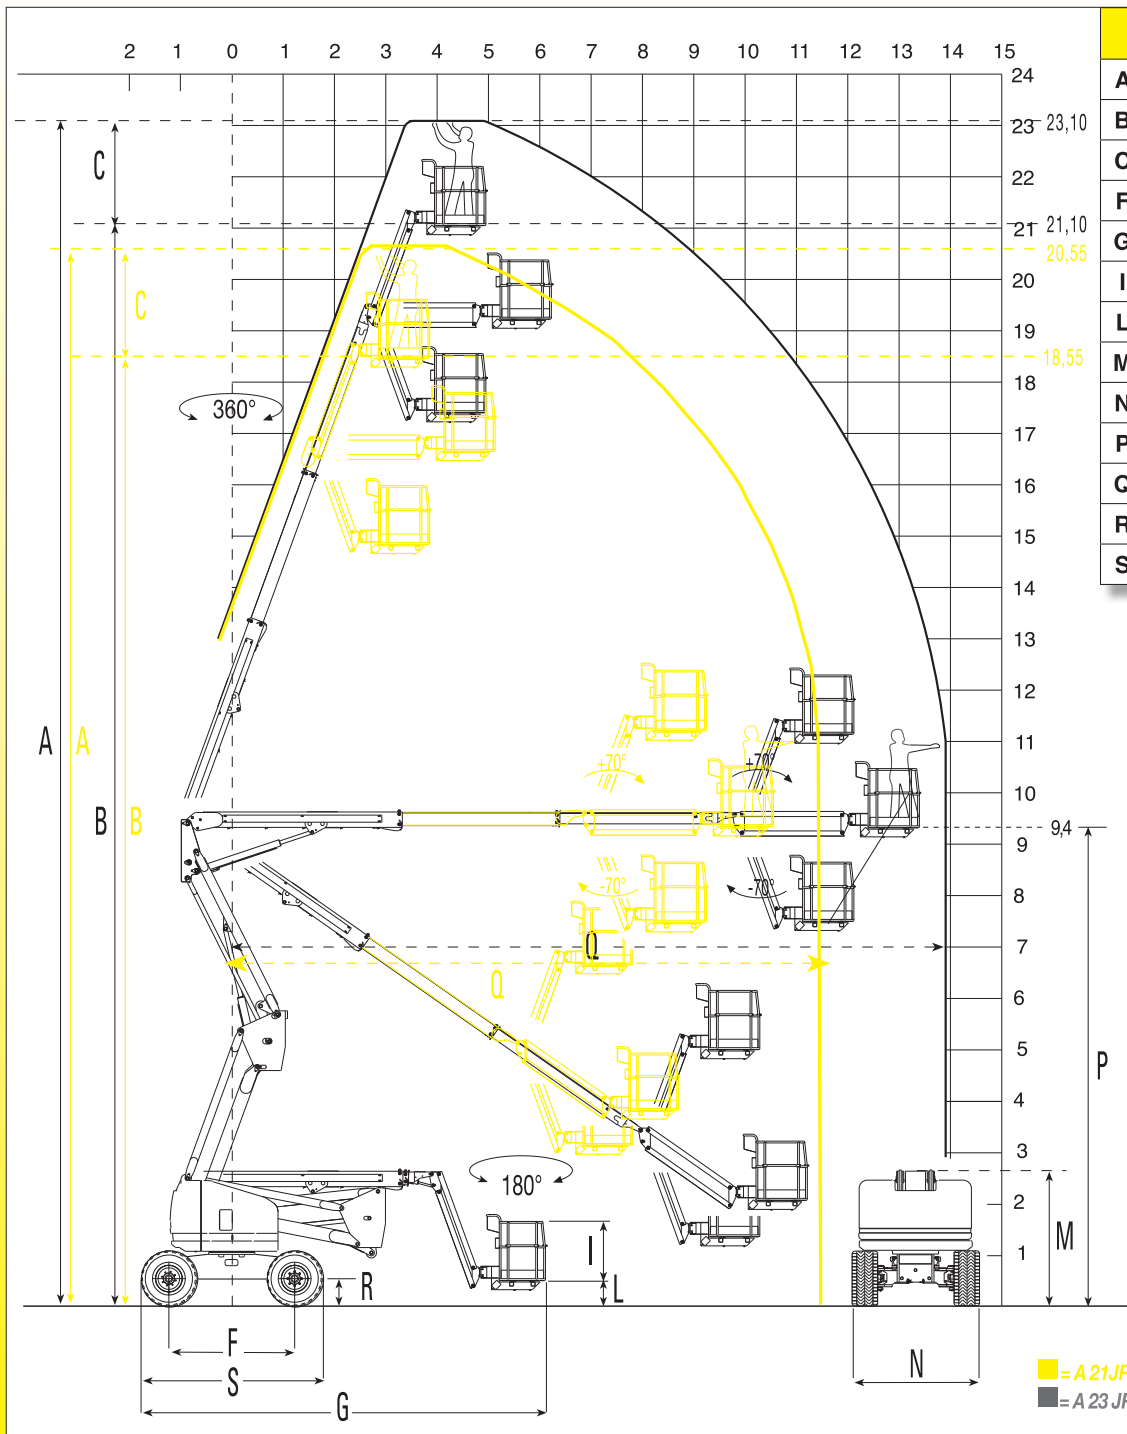 2 1 0 1 2 3 4 5 6 7 8 9 10 11 12 13 14 15
24
A
23
23,10
B
C
C
22
F
21
21,10
G
20,55
20
I
C
19
L
18,55
M
18
360°
N
17
P
16
Q
15
R
14
S
13
12
A A
11
+70° +70°
10
B B
9,4
9
-70° -70°
8
Q
7
Q
6
5
P
4
3
180°
2
I
M
1
R
L
F
N
S
= A 21JR
G
= A 23 JR